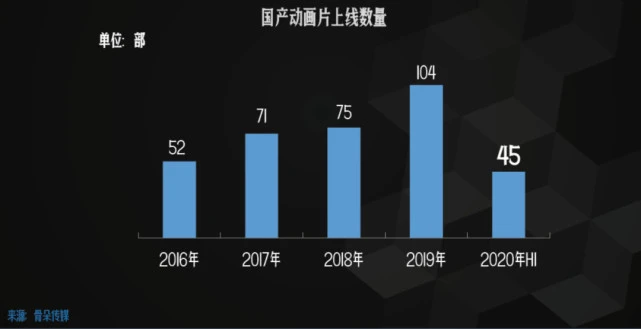 国产动画片上线数量
单位: 部
104
75
71
52
45
2016年
2017年
2018年
2019年
2020年H1
来源: 骨朵传媒